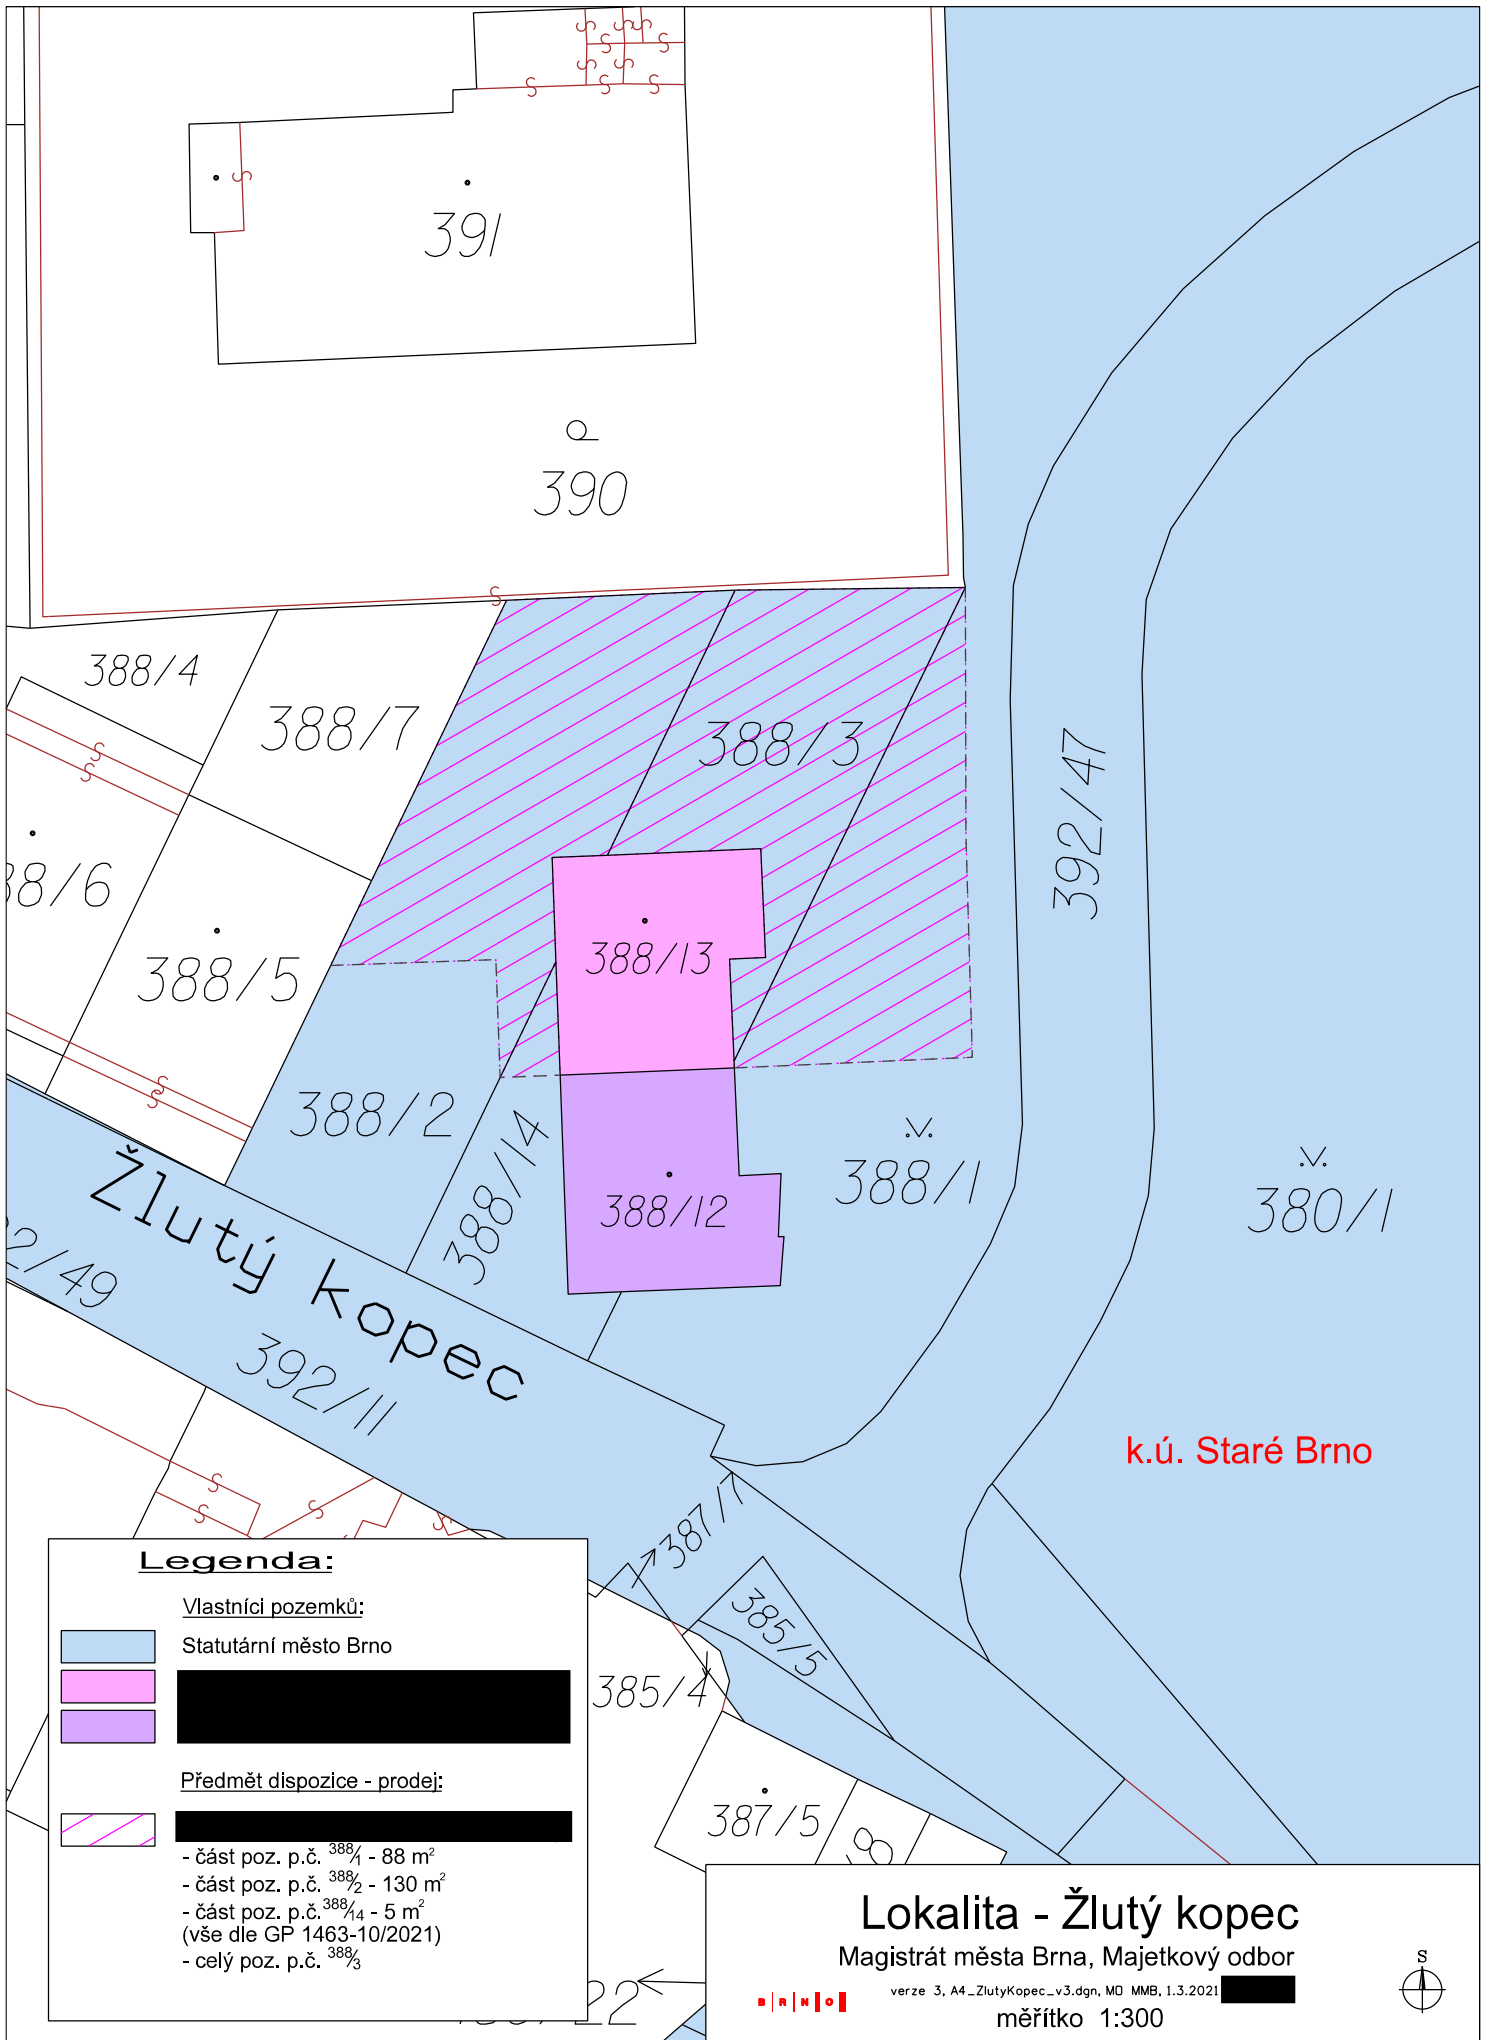 391
390
388/4
388/7
388/3
392/47
88/6
388/5
388/13
388/2
388/14
388/12
388/1
380/1
Žlutý kopec
2/49
392/11
k.ú. Staré Brno
387/7
385/5
385/4
387/5
8
22
Legenda:
Vlastníci pozemků:
Statutární město Brno
Předmět dispozice - prodej:
- část poz. p.č. 388/1 - 88 m²
- část poz. p.č. 388/2 - 130 m²
- část poz. p.č. 388/14 - 5 m²
(vše dle GP 1463-10/2021)
- celý poz. p.č. 388/3
Lokalita - Žlutý kopec
Magistrát města Brna, Majetkový odbor
verze 3, A4_ZlutyKopec_v3.dgn, MO MMB, 1.3.2021
BRNO
měřítko 1:300
S